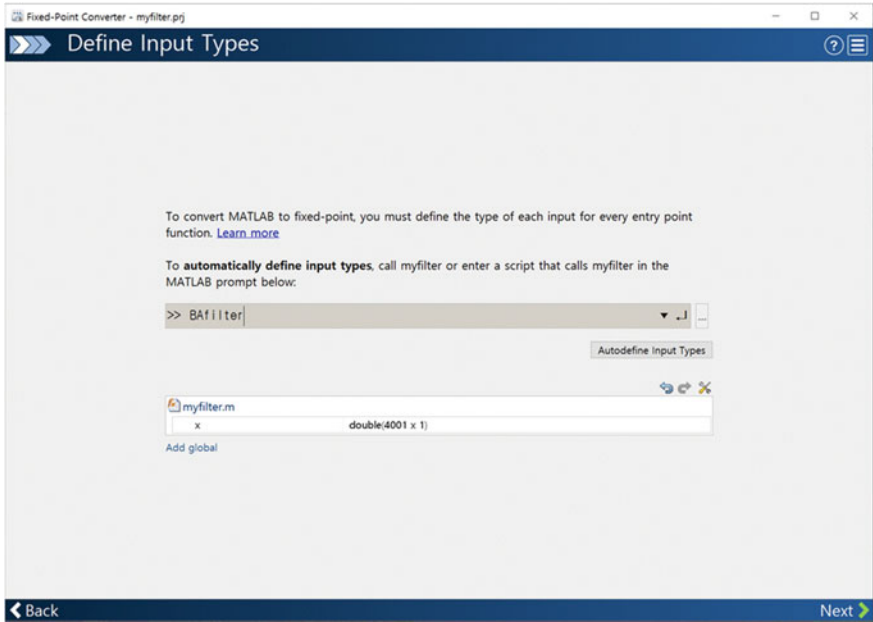 Fixed-Point Converter - myfilter.prj
Define Input Types
To convert MATLAB to fixed-point, you must define the type of each input for every entry point
function. Learn more
To automatically define input types, call myfilter or enter a script that calls myfilter in the
MATLAB prompt below:
>> BAfilter
...
Autodefine Input Types
myfilter.m
x double(4001 x 1)
Add global
Back Next